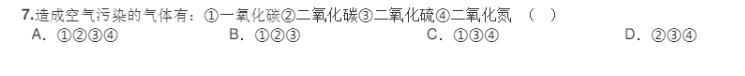 7.造成空气污染的气体有：①一氧化碳②二氧化碳③二氧化硫④二氧化氮 （ ）
A. ①②③④ B. ①②③ C. ①③④ D. ②③④